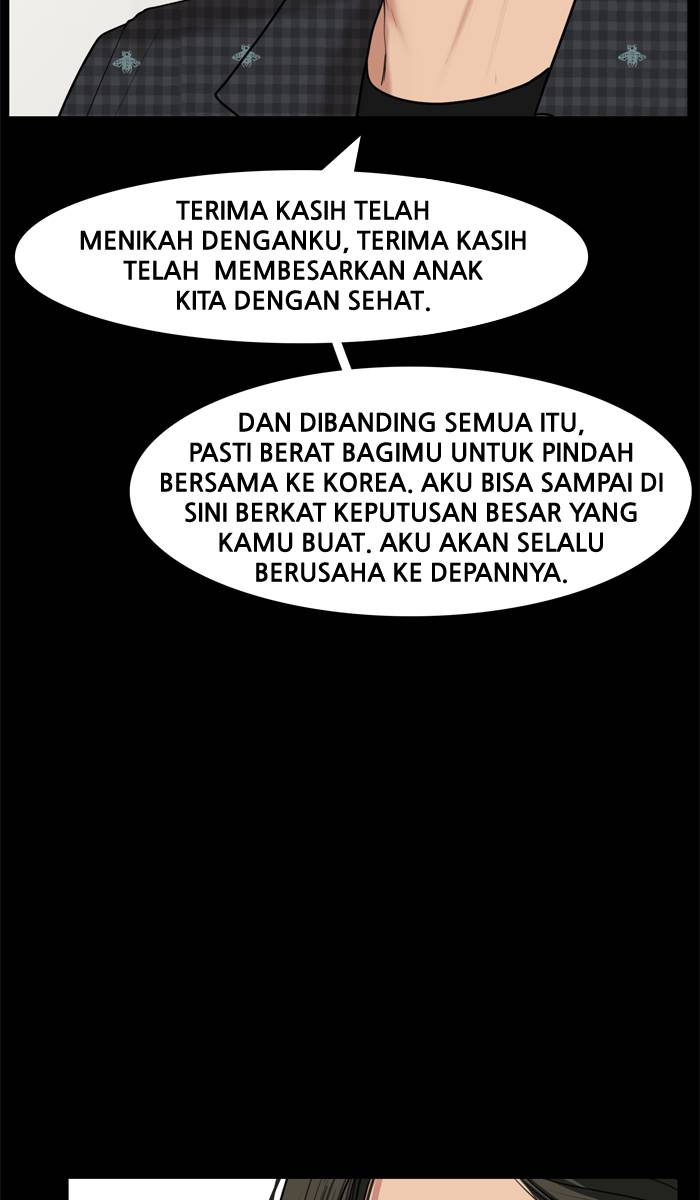 TERIMA KASIH TELAH
MENIKAH DENGANKU, TERIMA KASIH
TELAH MEMBESARKAN ANAK
KITA DENGAN SEHAT.
DAN DIBANDING SEMUA ITU,
PASTI BERAT BAGIMU UNTUK PINDAH
BERSAMA KE KOREA. AKU BISA SAMPAI DI
SINI BERKAT KEPUTUSAN BESAR YANG
KAMU BUAT. AKU AKAN SELALU
BERUSAHA KE DEPANNYA.